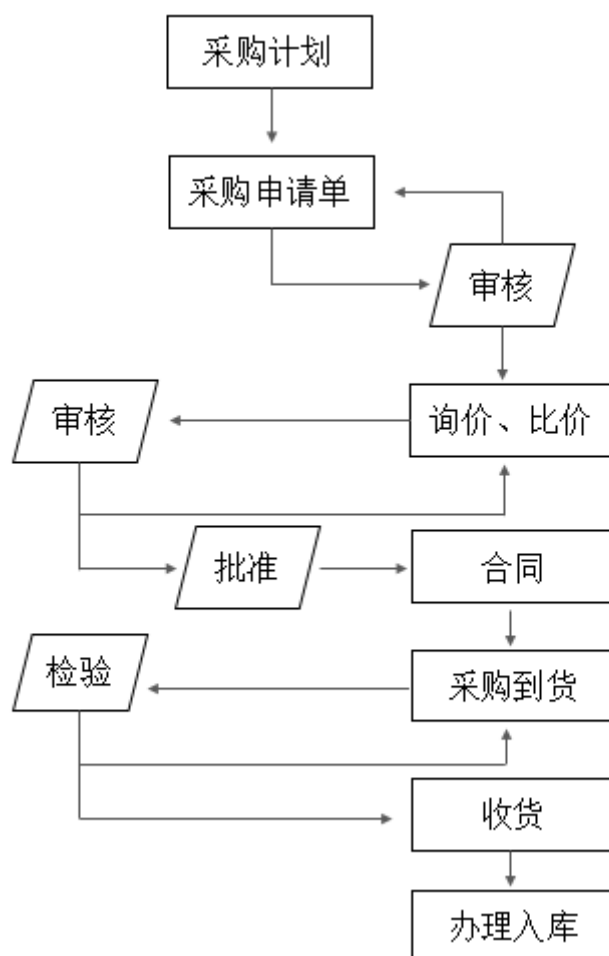 采购计划
采购申请单
审核
审核
询价、比价
批准
合同
检验
采购到货
收货
办理入库